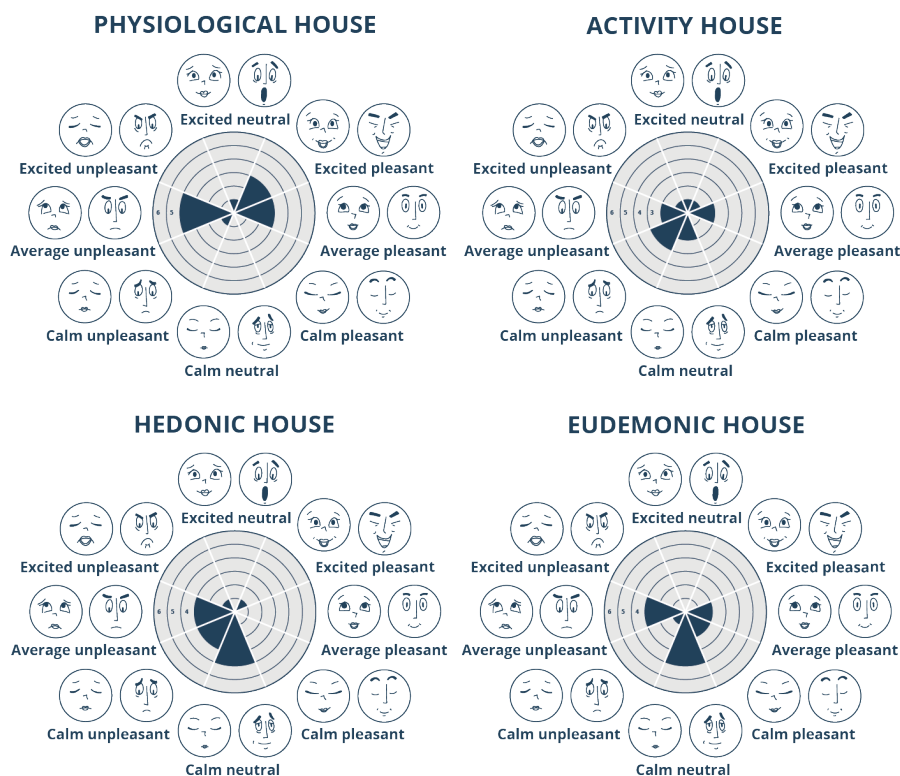 PHYSIOLOGICAL HOUSE
Excited neutral
Excited unpleasant
Excited pleasant
6 5
Average unpleasant
Average pleasant
Calm unpleasant
Calm pleasant
Calm neutral
ACTIVITY HOUSE
Excited neutral
Excited unpleasant
Excited pleasant
6 5 4 3
Average unpleasant
Average pleasant
Calm unpleasant
Calm pleasant
Calm neutral
HEDONIC HOUSE
Excited neutral
Excited unpleasant
Excited pleasant
6 5 4
Average unpleasant
Average pleasant
Calm unpleasant
Calm pleasant
Calm neutral
EUDEMONIC HOUSE
Excited neutral
Excited unpleasant
Excited pleasant
6 5 4
Average unpleasant
Average pleasant
Calm unpleasant
Calm pleasant
Calm neutral